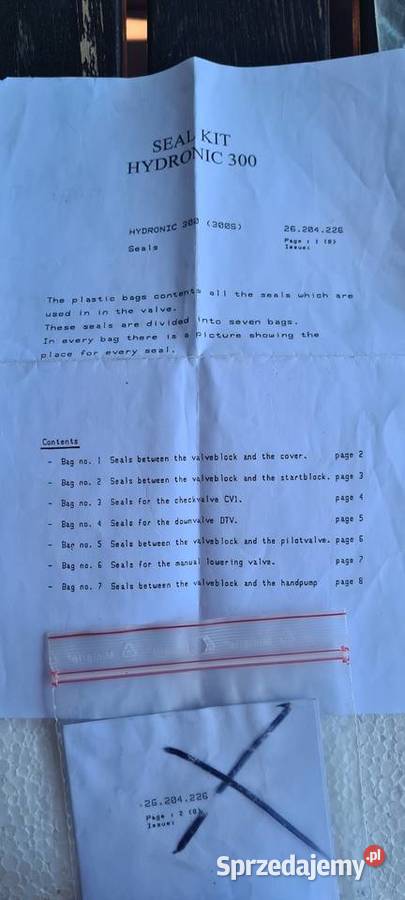 SEAL KIT
HYDRONIC 300
HYDRONIC 300 (300S) 26.204.226
Seals Page : 1 (8)
Issue:
The plastic bags contents all the seals which are
used in in the valve.
These seals are divided into seven bags.
In every bag there is a picture showing the
place for every seal.
Contents
- Bag no. 1 Seals between the valveblock and the cover. page 2
- Bag no. 2 Seals between the valveblock and the startblock. page 3
- Bag no. 3 Seals for the checkvalve CV1. page 4
- Bag no. 4 Seals for the downvalve DTV. page 5
- Bag no. 5 Seals between the valveblock and the pilotvalve. page 6
- Bag no. 6 Seals for the manual lowering valve. page 7
- Bag no. 7 Seals between the valveblock and the handpump page 8
26.204.226
Page : 2 (8)
Issue:
Sprzedajemy.pl